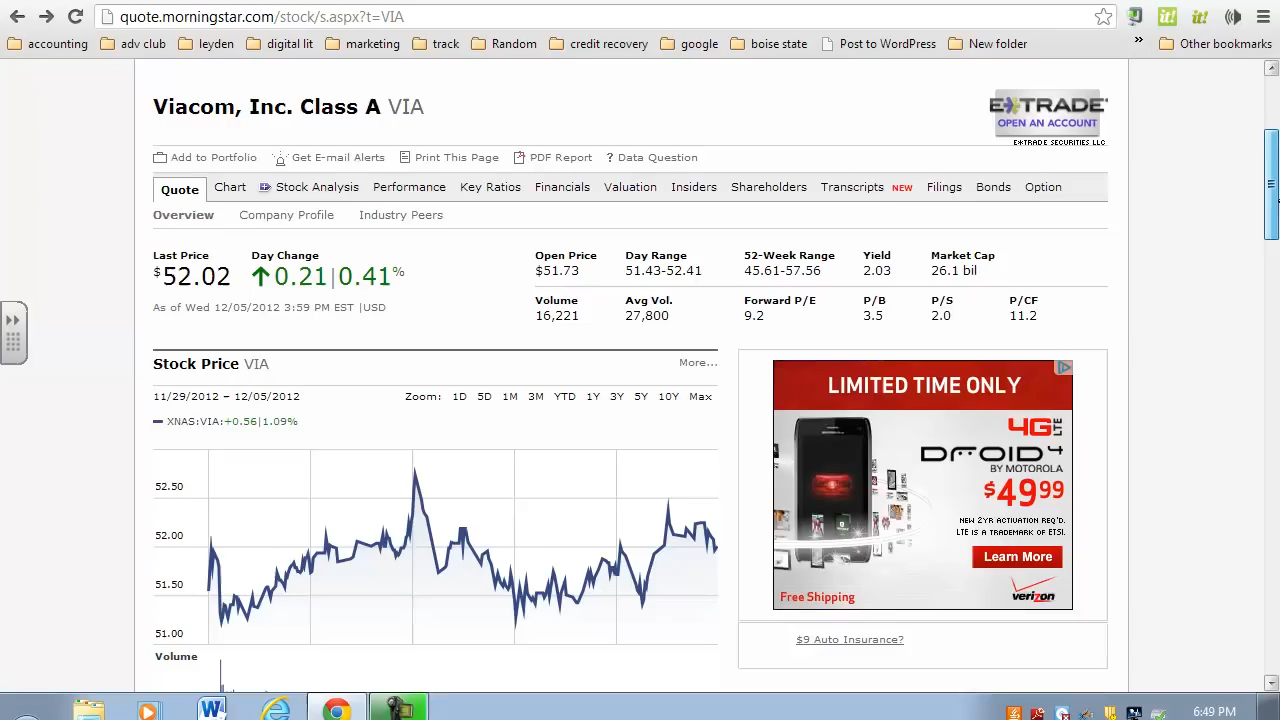 quote.morningstar.com/stock/s.aspx?t=VIA
accounting adv club leyden digital lit marketing track Random credit recovery google boise state Post to WordPress New folder » Other bookmarks
Viacom, Inc. Class A VIA
E*TRADE
OPEN AN ACCOUNT
E*TRADE SECURITIES LLC
Add to Portfolio Get E-mail Alerts Print This Page PDF Report ? Data Question
Quote Chart Stock Analysis Performance Key Ratios Financials Valuation Insiders Shareholders Transcripts NEW Filings Bonds Option
Overview Company Profile Industry Peers
Last Price Day Change Open Price Day Range 52-Week Range Yield Market Cap
$52.02 0.21|0.41% $51.73 51.43-52.41 45.61-57.56 2.03 26.1 bil
As of Wed 12/05/2012 3:59 PM EST |USD
Volume Avg Vol. Forward P/E P/B P/S P/CF
16,221 27,800 9.2 3.5 2.0 11.2
Stock Price VIA More...
11/29/2012 - 12/05/2012 Zoom: 1D 5D 1M 3M YTD 1Y 3Y 5Y 10Y Max
XNAS:VIA:+0.56|1.09%
52.50
52.00
51.50
51.00
Volume
LIMITED TIME ONLY
4G LTE
DROID 4
BY MOTOROLA
$49.99
NEW 2YR ACTIVATION REQ'D.
LTE IS A TRADEMARK OF ETSI.
Learn More
Free Shipping
verizon
$9 Auto Insurance?
6:49 PM